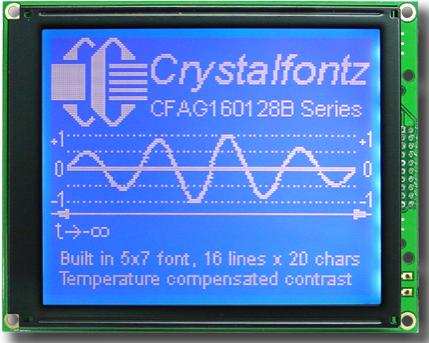 Crystalfontz
CFAG160128B Series
+1 +1
0 0
-1 -1
t→-∞
Built in 5x7 font, 16 lines x 20 chars
Temperature compensated contrast